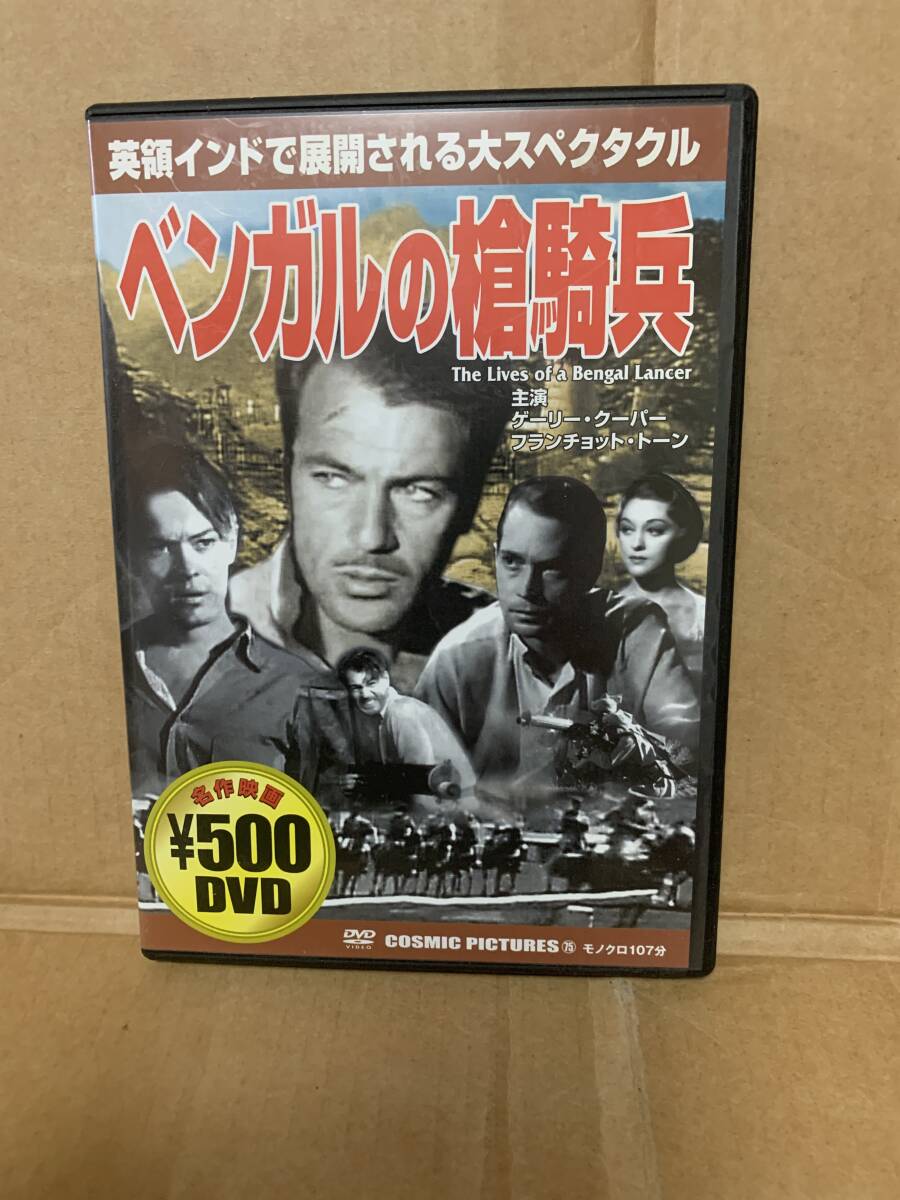 英領インドで展開される大スペクタクル
ベンガルの槍騎兵
The Lives of a Bengal Lancer
主演
ゲーリー・クーパー
フランチョット・トーン
名作映画
¥500
DVD
DVD
VIDEO
COSMIC PICTURES 75 モノクロ107分